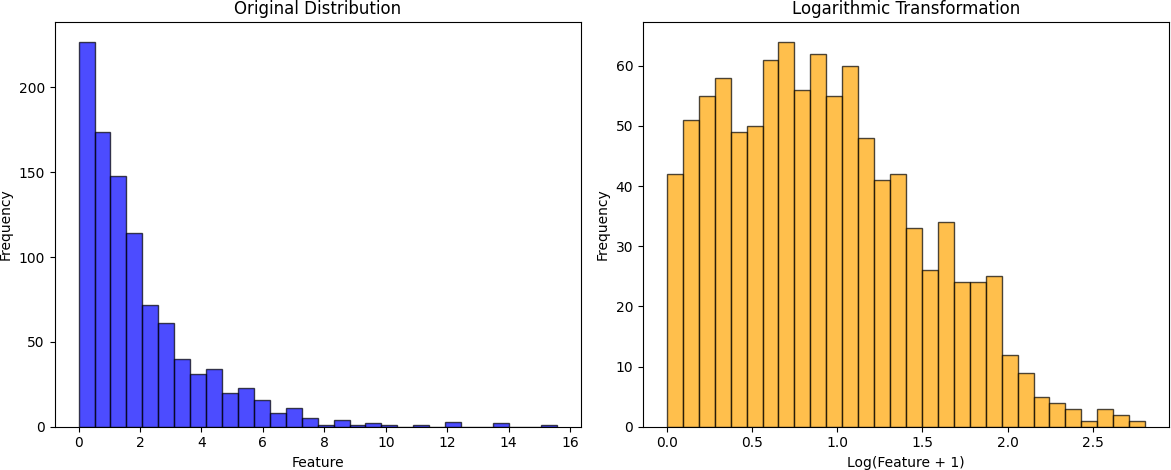 Original Distribution
Frequency
200
150
100
50
0
0 2 4 6 8 10 12 14 16
Feature
Logarithmic Transformation
Frequency
60
50
40
30
20
10
0
0.0 0.5 1.0 1.5 2.0 2.5
Log(Feature + 1)